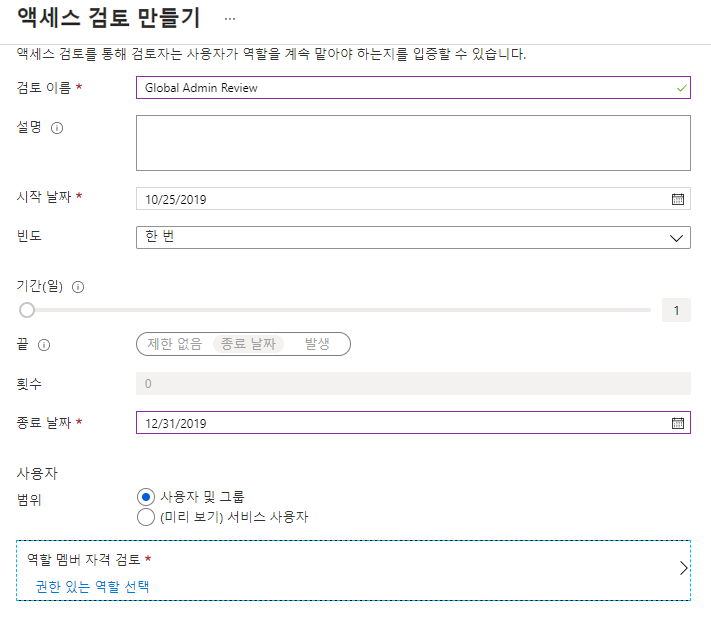 액세스 검토 만들기 ...
액세스 검토를 통해 검토자는 사용자가 역할을 계속 맡아야 하는지를 입증할 수 있습니다.
검토 이름 * Global Admin Review
설명
시작 날짜 * 10/25/2019
빈도 한 번
기간(일)
1
끝 제한 없음 종료 날짜 발생
횟수 0
종료 날짜 * 12/31/2019
사용자
범위 사용자 및 그룹
(미리 보기) 서비스 사용자
역할 멤버 자격 검토 *
권한 있는 역할 선택